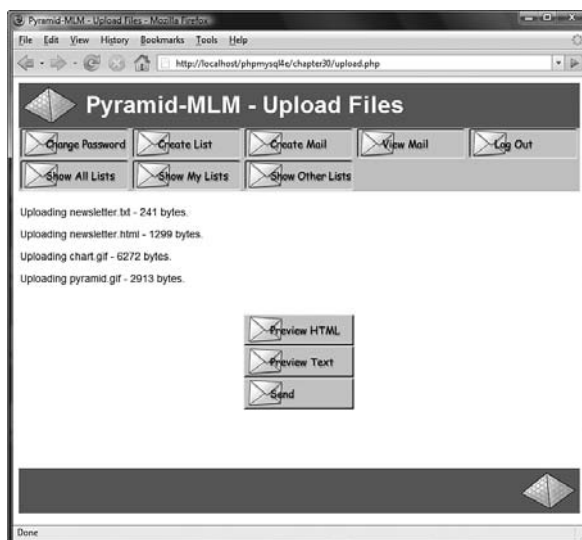 Pyramid-MLM - Upload Files - Mozilla Firefox
File Edit View History Bookmarks Tools Help
http://localhost/phpmysql4e/chapter30/upload.php
Pyramid-MLM - Upload Files
Change Password Create List Create Mail View Mail Log Out
Show All Lists Show My Lists Show Other Lists
Uploading newsletter.txt - 241 bytes.
Uploading newsletter.html - 1299 bytes.
Uploading chart.gif - 6272 bytes.
Uploading pyramid.gif - 2913 bytes.
Preview HTML
Preview Text
Send
Done